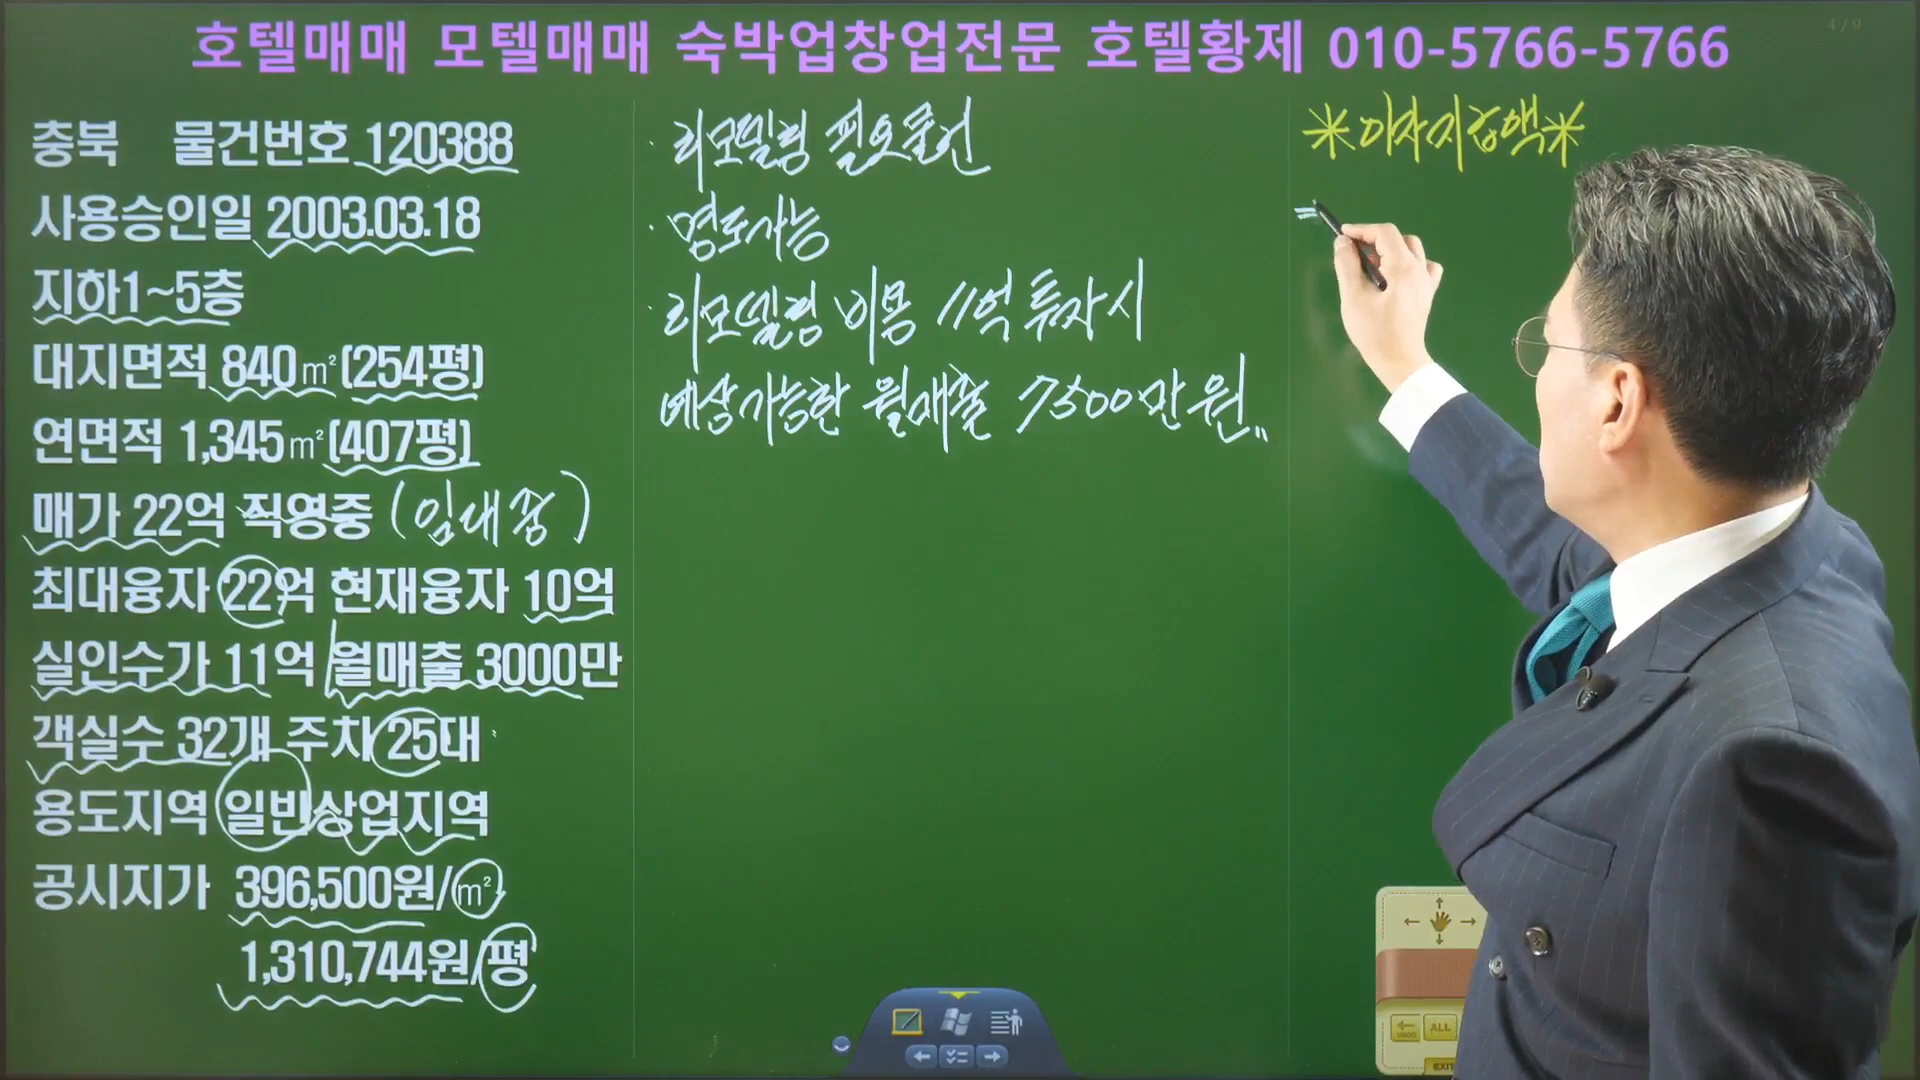 호텔매매 모텔매매 숙박업창업전문 호텔황제 010-5766-5766
4/9
충북 물건번호 120388
사용승인일 2003.03.18
지하1~5층
대지면적 840㎡(254평)
연면적 1,345㎡(407평)
매가 22억 직영중 (임대중)
최대융자 22억 현재융자 10억
실인수가 11억 월매출 3000만
객실수 32개 주차 25대
용도지역 일반상업지역
공시지가 396,500원/㎡
1,310,744원/평
· 리모델링 필요물건
· 명도가능
· 리모델링 비용 11억 투자시
예상가능한 월매출 7500만원
*이자지급액*
ALL
EXIT